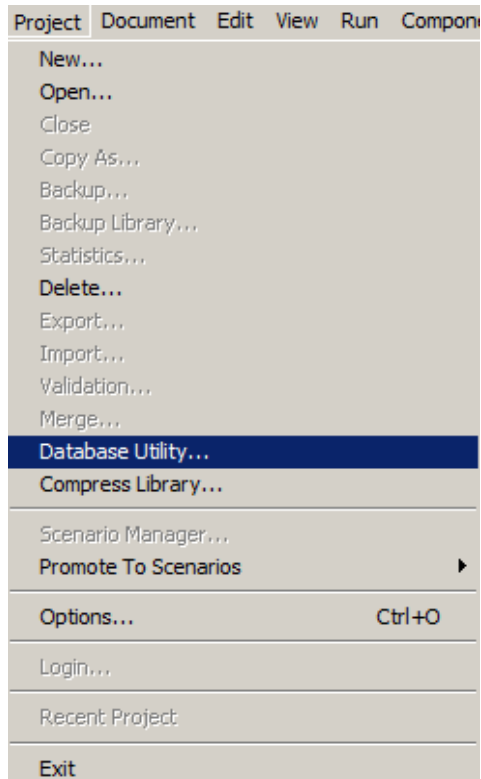 Project Document Edit View Run Compone
New...
Open...
Close
Copy As...
Backup...
Backup Library...
Statistics...
Delete...
Export...
Import...
Validation...
Merge...
Database Utility...
Compress Library...
Scenario Manager...
Promote To Scenarios
Options... Ctrl+O
Login...
Recent Project
Exit